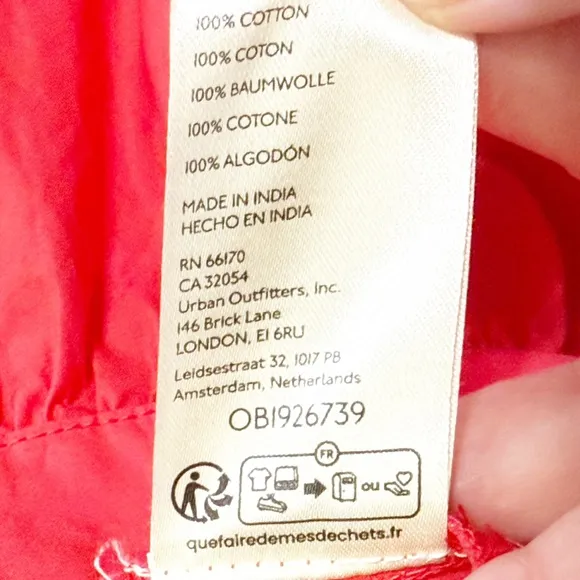 100% COTTON
100% COTON
100% BAUMWOLLE
100% COTONE
100% ALGODÓN
MADE IN INDIA
HECHO EN INDIA
RN 66170
CA 32054
Urban Outfitters, Inc.
146 Brick Lane
LONDON, E1 6RU
Leidsestraat 32, 1017 PB
Amsterdam, Netherlands
OB1926739
FR
ou
quefairedemesdechets.fr